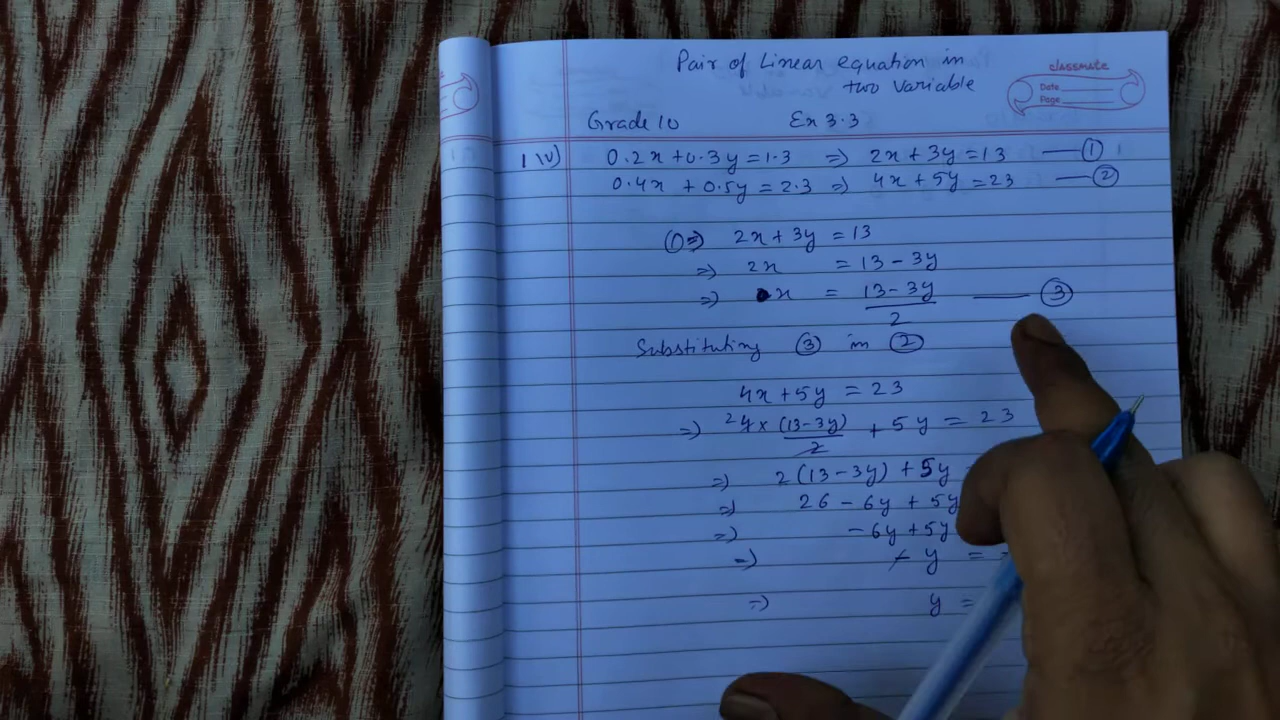 Pair of Linear equation in
two Variable
classmate
Date
Page
Grade 10 Ex 3.3
1 iv) 0.2x + 0.3y = 1.3 => 2x + 3y = 13 —— ①
0.4x + 0.5y = 2.3 => 4x + 5y = 23 —— ②
①=> 2x + 3y = 13
=> 2x = 13 - 3y
=> x = (13 - 3y)/2 —— ③
Substituting ③ in ②
4x + 5y = 23
=> 2 4 × (13-3y)/2 + 5y = 23
=> 2(13 - 3y) + 5y
=> 26 - 6y + 5y
=> - 6y + 5y
=> - y = -
=> y =